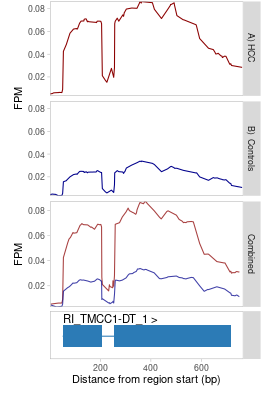 0.08
0.06
0.04
0.02
A) HCC
FPM
0.08
0.06
0.04
0.02
B) Controls
0.08
0.06
0.04
0.02
Combined
FPM
RI_TMCC1-DT_1 >
200 400 600
Distance from region start (bp)